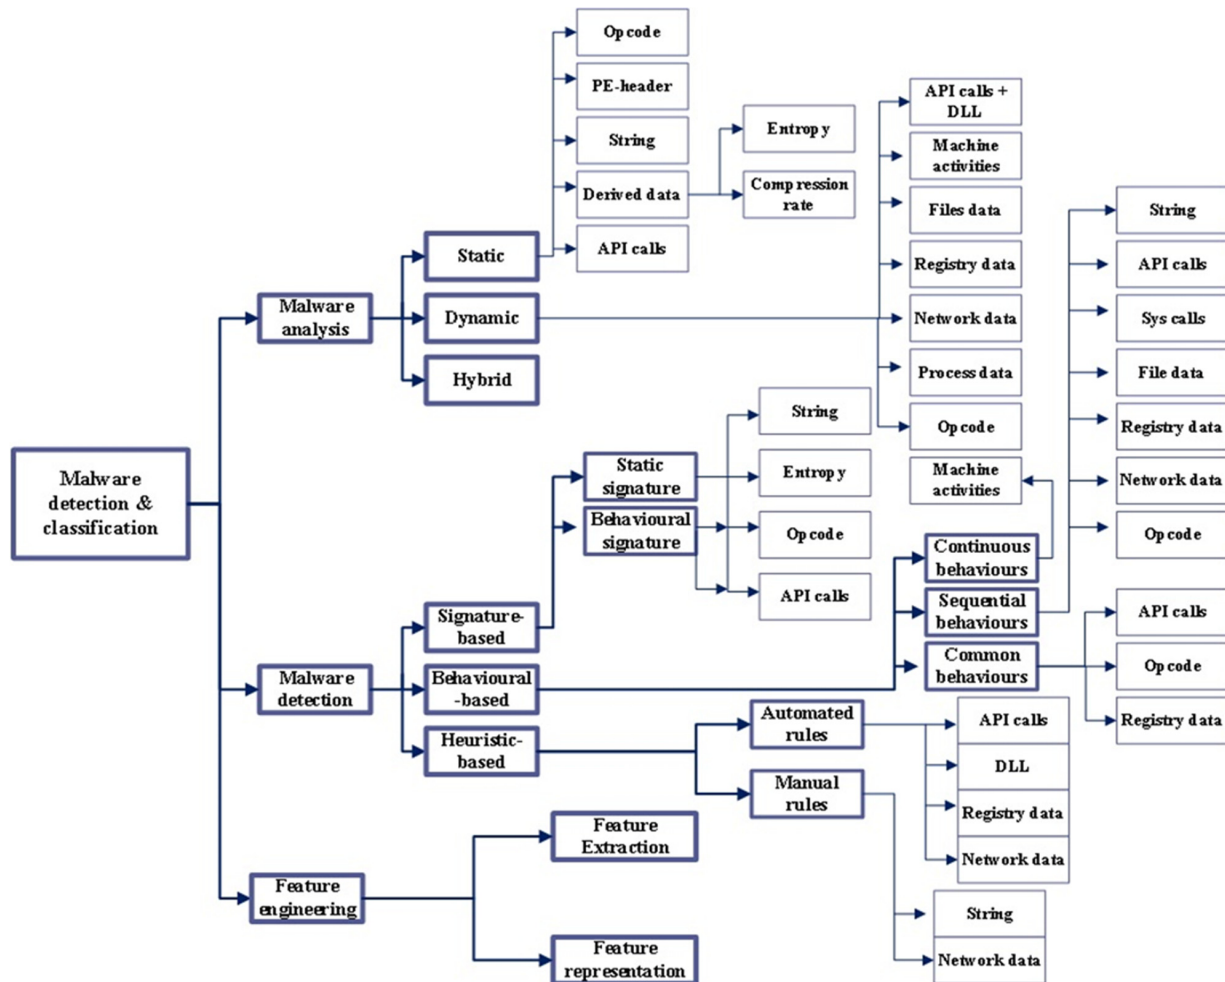 Malware
detection &
classification
Malware
analysis
Static
Dynamic
Hybrid
Opcode
PE-header
String
Derived data
API calls
Entropy
Compression
rate
API calls +
DLL
Machine
activities
Files data
Registry data
Network data
Process data
Opcode
Malware
detection
Signature-
based
Behavioural
-based
Heuristic-
based
Static
signature
Behavioural
signature
String
Entropy
Opcode
API calls
Machine
activities
Continuous
behaviours
Sequential
behaviours
Common
behaviours
String
API calls
Sys calls
File data
Registry data
Network data
Opcode
API calls
Opcode
Registry data
Automated
rules
Manual
rules
API calls
DLL
Registry data
Network data
String
Network data
Feature
engineering
Feature
Extraction
Feature
representation